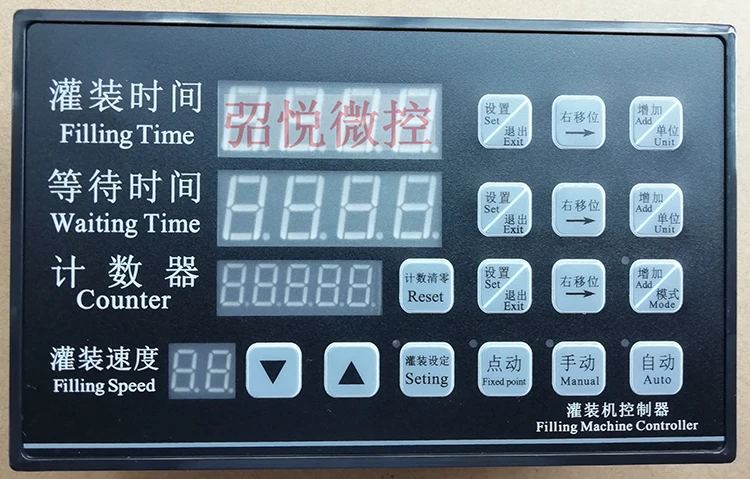 灌装时间
Filling Time
弨悦微控
设置
Set
退出
Exit
右移位
增加
Add
单位
Unit
等待时间
Waiting Time
设置
Set
退出
Exit
右移位
增加
Add
单位
Unit
计数器
Counter
计数清零
Reset
设置
Set
退出
Exit
右移位
增加
Add
模式
Mode
灌装速度
Filling Speed
灌装设定
Seting
点动
Fixed point
手动
Manual
自动
Auto
灌装机控制器
Filling Machine Controller